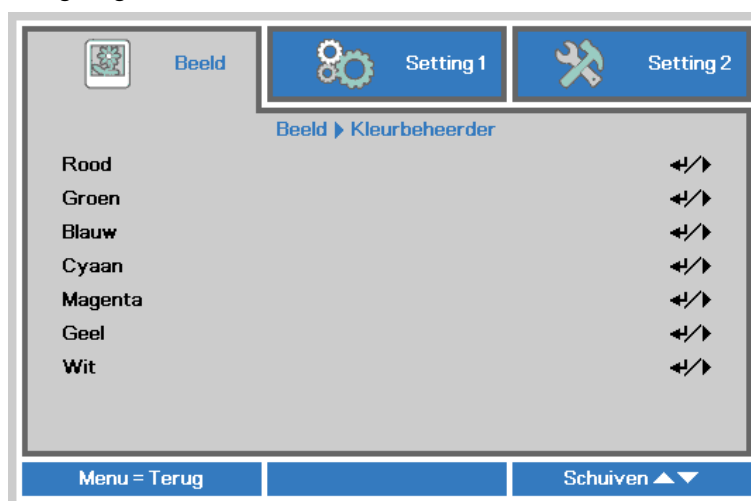 Beeld Setting 1 Setting 2
Beeld Kleurbeheerder
Rood
Groen
Blauw
Cyaan
Magenta
Geel
Wit
Menu = Terug Schuiven